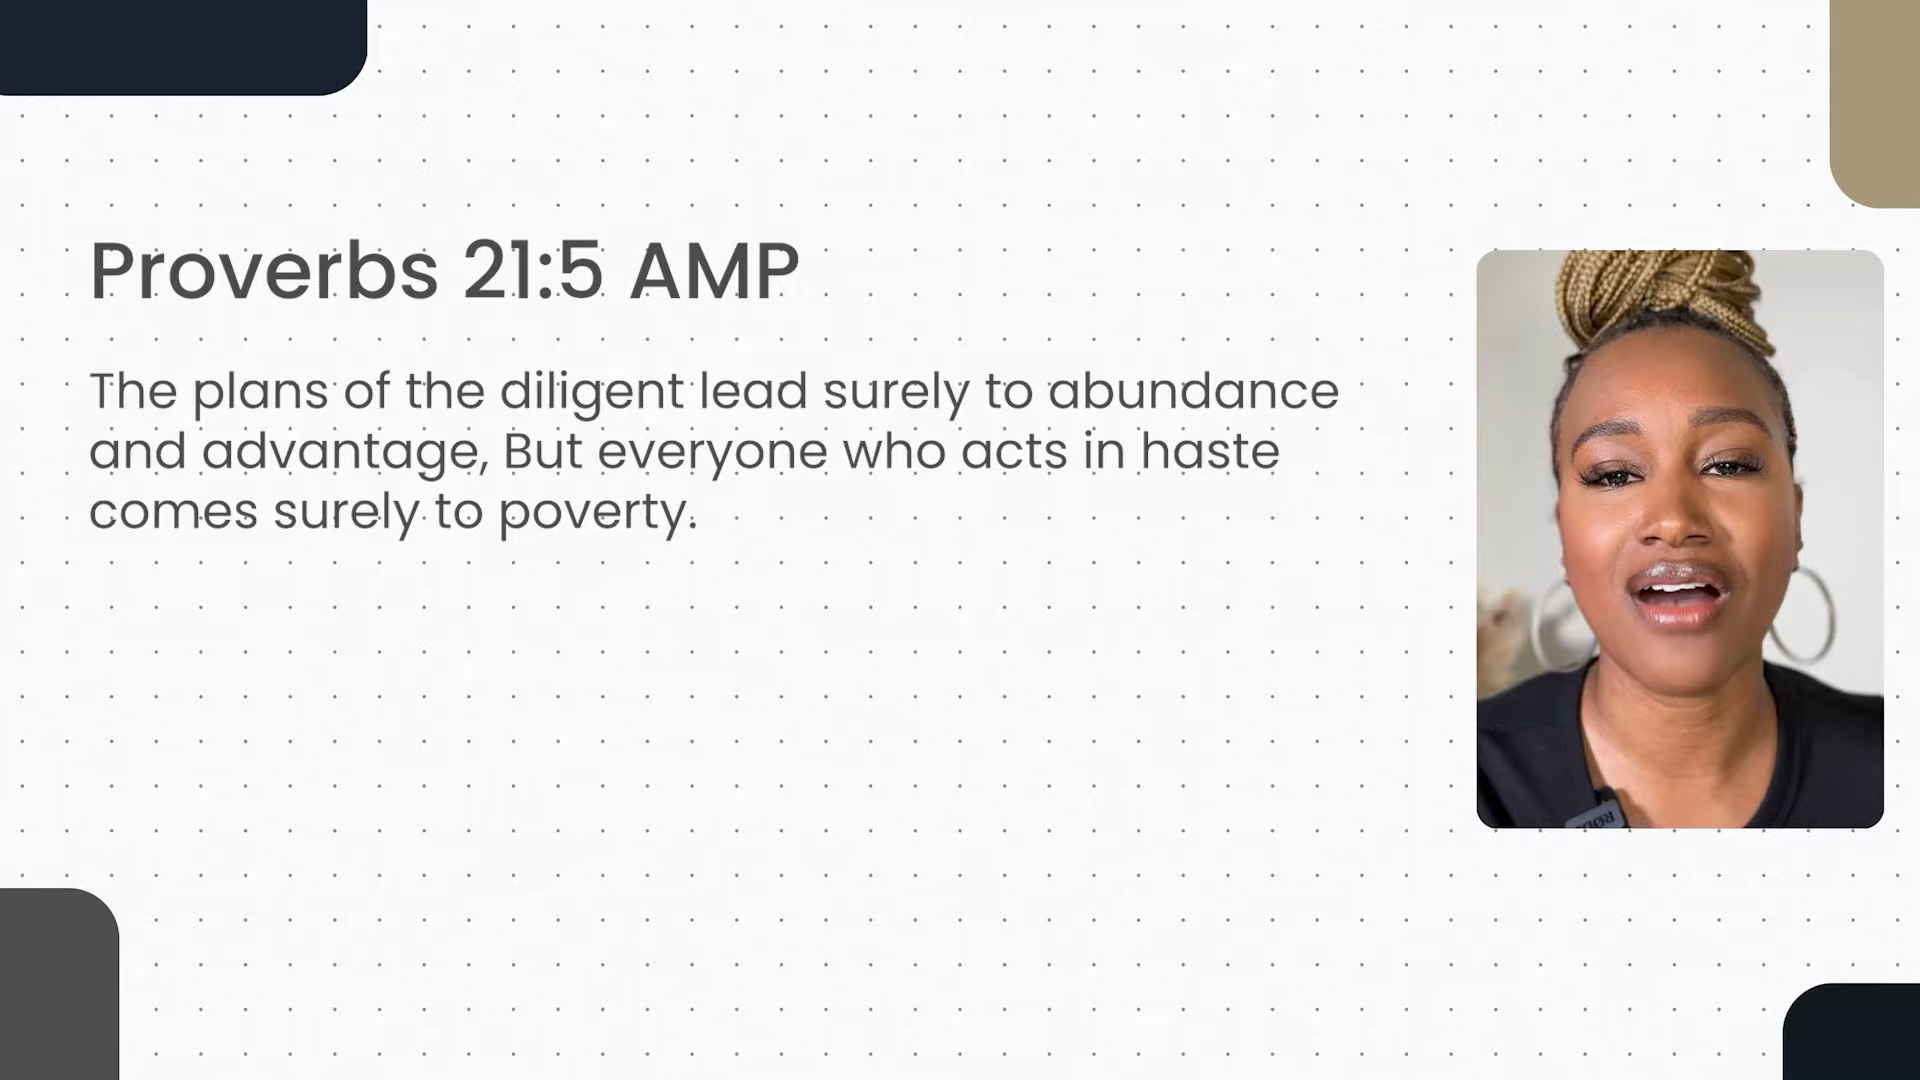 Proverbs 21:5 AMP
The plans of the diligent lead surely to abundance
and advantage, But everyone who acts in haste
comes surely to poverty.